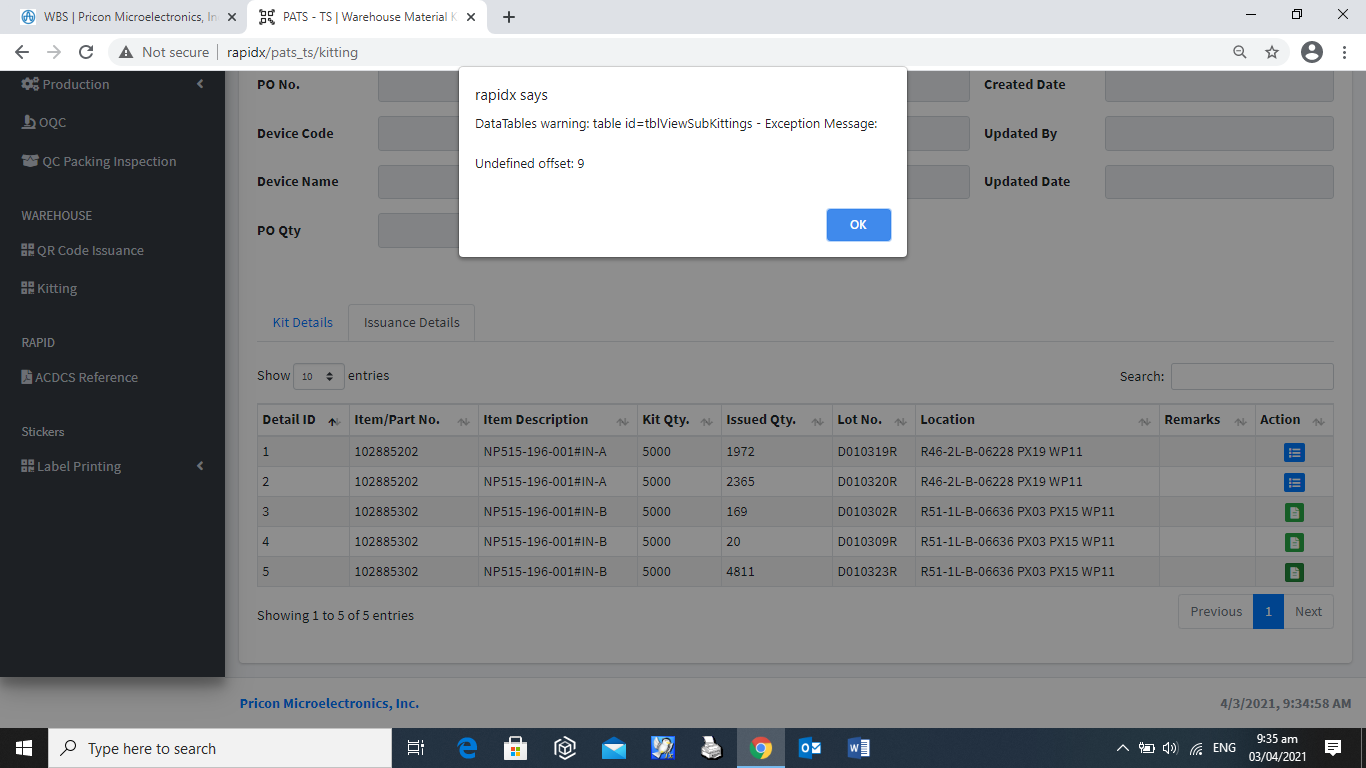 WBS | Pricon Microelectronics, In
PATS - TS | Warehouse Material K
Not secure
rapidx/pats_ts/kitting
rapidx says
DataTables warning: table id=tblViewSubKittings - Exception Message:
Undefined offset: 9
OK
Production
OQC
QC Packing Inspection
WAREHOUSE
QR Code Issuance
Kitting
RAPID
ACDCS Reference
Stickers
Label Printing
PO No.
Created Date
Device Code
Updated By
Device Name
Updated Date
PO Qty
Kit Details
Issuance Details
Show 10 entries
Search:
Detail ID Item/Part No. Item Description Kit Qty. Issued Qty. Lot No. Location Remarks Action
1 102885202 NP515-196-001#IN-A 5000 1972 D010319R R46-2L-B-06228 PX19 WP11
2 102885202 NP515-196-001#IN-A 5000 2365 D010320R R46-2L-B-06228 PX19 WP11
3 102885302 NP515-196-001#IN-B 5000 169 D010302R R51-1L-B-06636 PX03 PX15 WP11
4 102885302 NP515-196-001#IN-B 5000 20 D010309R R51-1L-B-06636 PX03 PX15 WP11
5 102885302 NP515-196-001#IN-B 5000 4811 D010323R R51-1L-B-06636 PX03 PX15 WP11
Showing 1 to 5 of 5 entries
Previous 1 Next
Pricon Microelectronics, Inc.
4/3/2021, 9:34:58 AM
Type here to search
ENG
9:35 am
03/04/2021